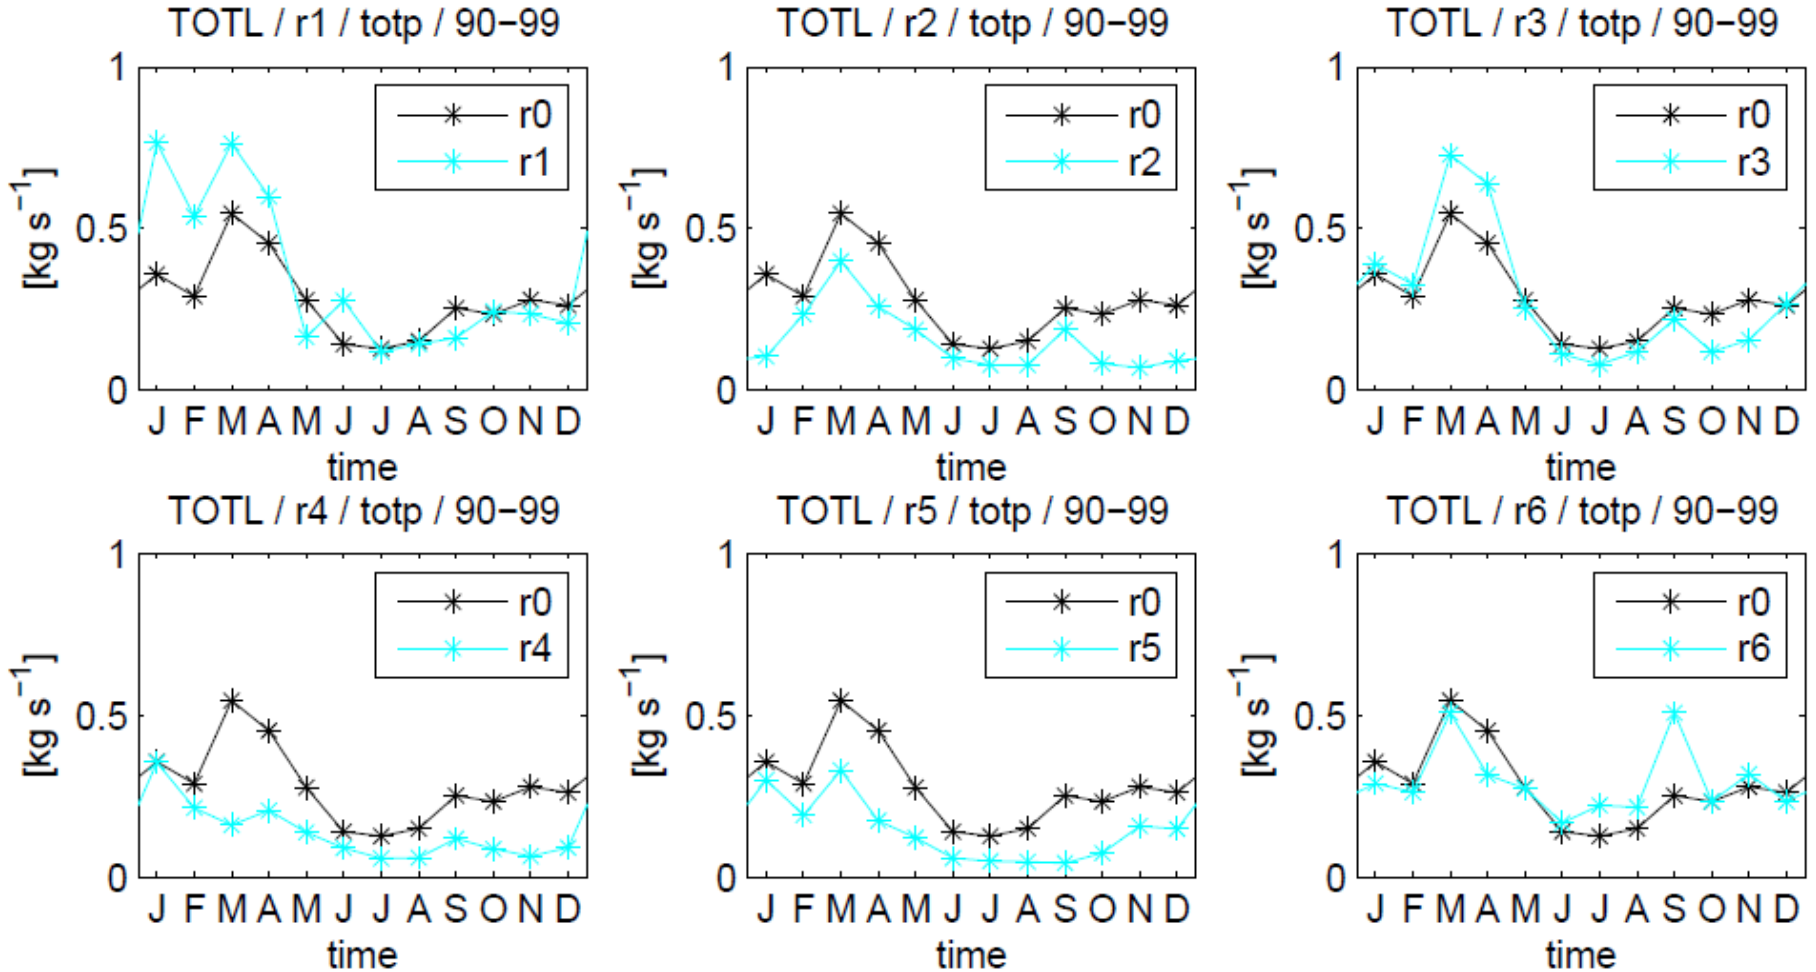 TOTL / r1 / totp / 90−99
1
0.5
0
[kg s⁻¹]
r0
r1
J F M A M J J A S O N D
time
TOTL / r2 / totp / 90−99
1
0.5
0
[kg s⁻¹]
r0
r2
J F M A M J J A S O N D
time
TOTL / r3 / totp / 90−99
1
0.5
0
[kg s⁻¹]
r0
r3
J F M A M J J A S O N D
time
TOTL / r4 / totp / 90−99
1
0.5
0
[kg s⁻¹]
r0
r4
J F M A M J J A S O N D
time
TOTL / r5 / totp / 90−99
1
0.5
0
[kg s⁻¹]
r0
r5
J F M A M J J A S O N D
time
TOTL / r6 / totp / 90−99
1
0.5
0
[kg s⁻¹]
r0
r6
J F M A M J J A S O N D
time